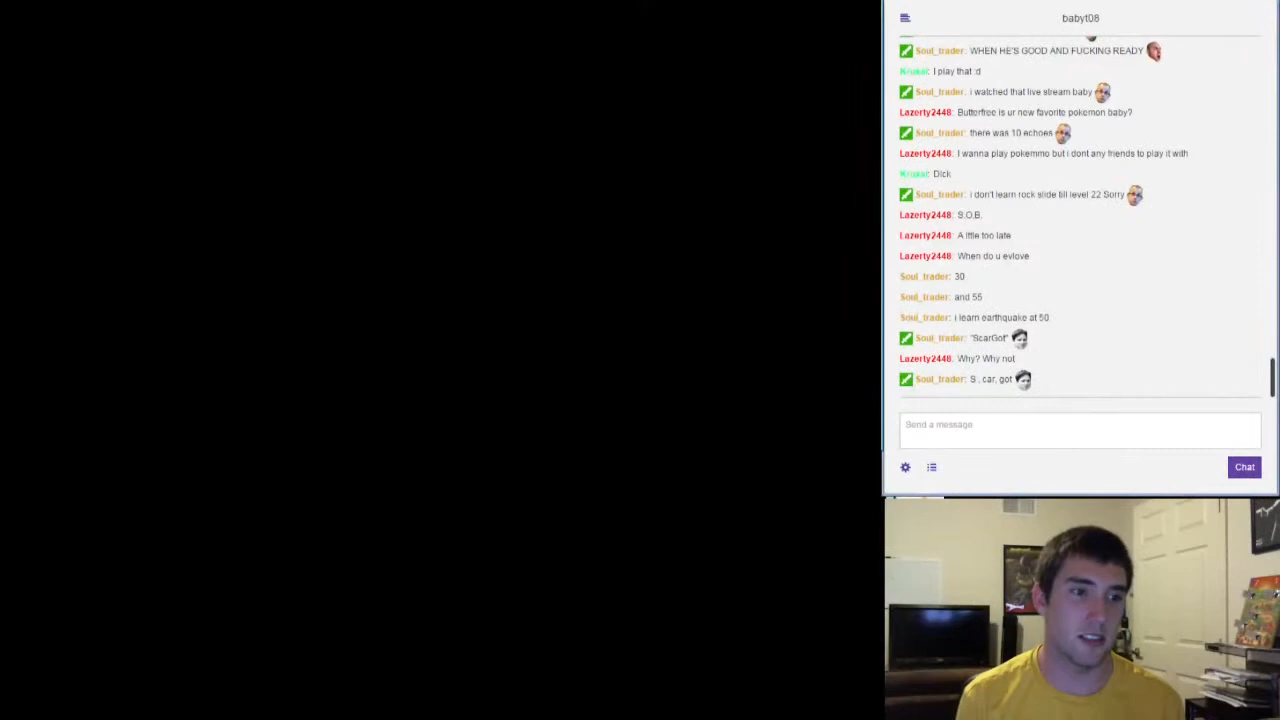 babyt08
Soul_trader: WHEN HE'S GOOD AND FUCKING READY
Krukei: I play that :d
Soul_trader: i watched that live stream baby
Lazerty2448: Butterfree is ur new favorite pokemon baby?
Soul_trader: there was 10 echoes
Lazerty2448: I wanna play pokemmo but i dont any friends to play it with
Dick
Soul_trader: i don't learn rock slide till level 22 Sorry
Lazerty2448: S.O.B.
Lazerty2448: A lttle too late
Lazerty2448: When do u evlove
Soul_trader: 30
Soul_trader: and 55
Soul_trader: i learn earthquake at 50
Soul_trader: "ScarGot"
Lazerty2448: Why? Why not
Soul_trader: S , car, got
Send a message
Chat